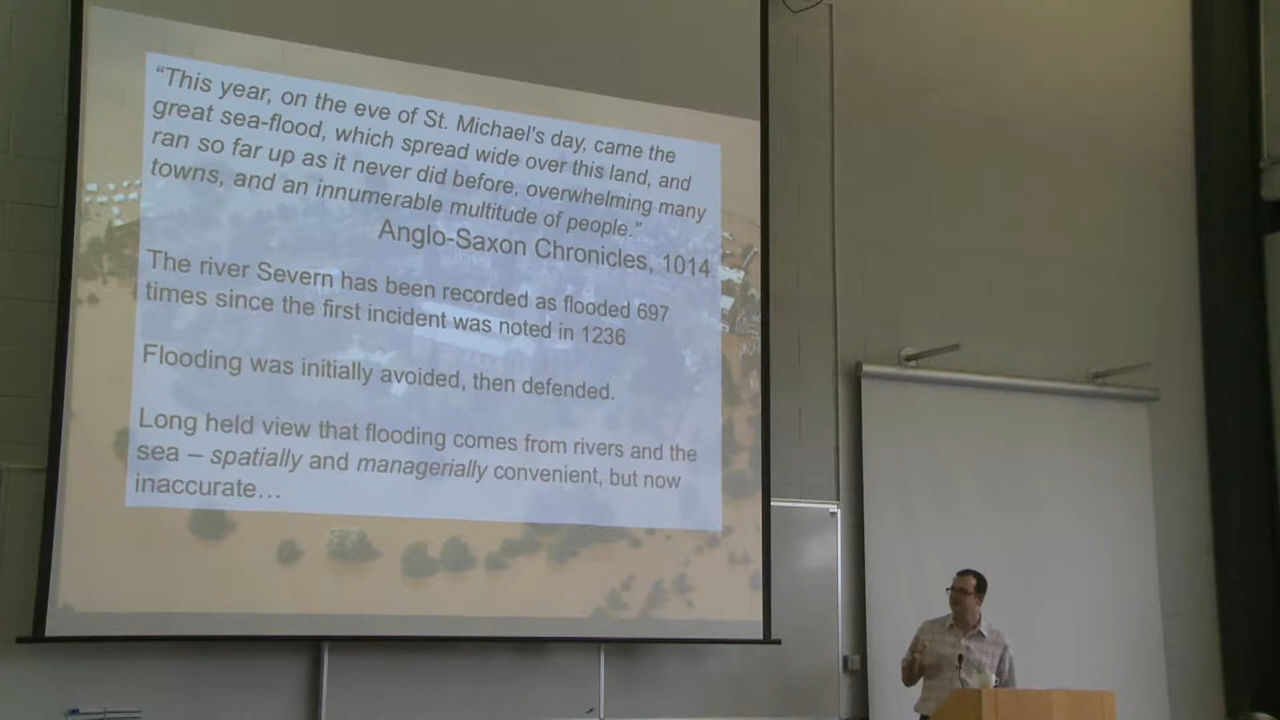 “This year, on the eve of St. Michael's day, came the
great sea-flood, which spread wide over this land, and
ran so far up as it never did before, overwhelming many
towns, and an innumerable multitude of people.”
Anglo-Saxon Chronicles, 1014.
The river Severn has been recorded as flooded 697
times since the first incident was noted in 1236
Flooding was initially avoided, then defended.
Long held view that flooding comes from rivers and the
sea – spatially and managerially convenient, but now
inaccurate…